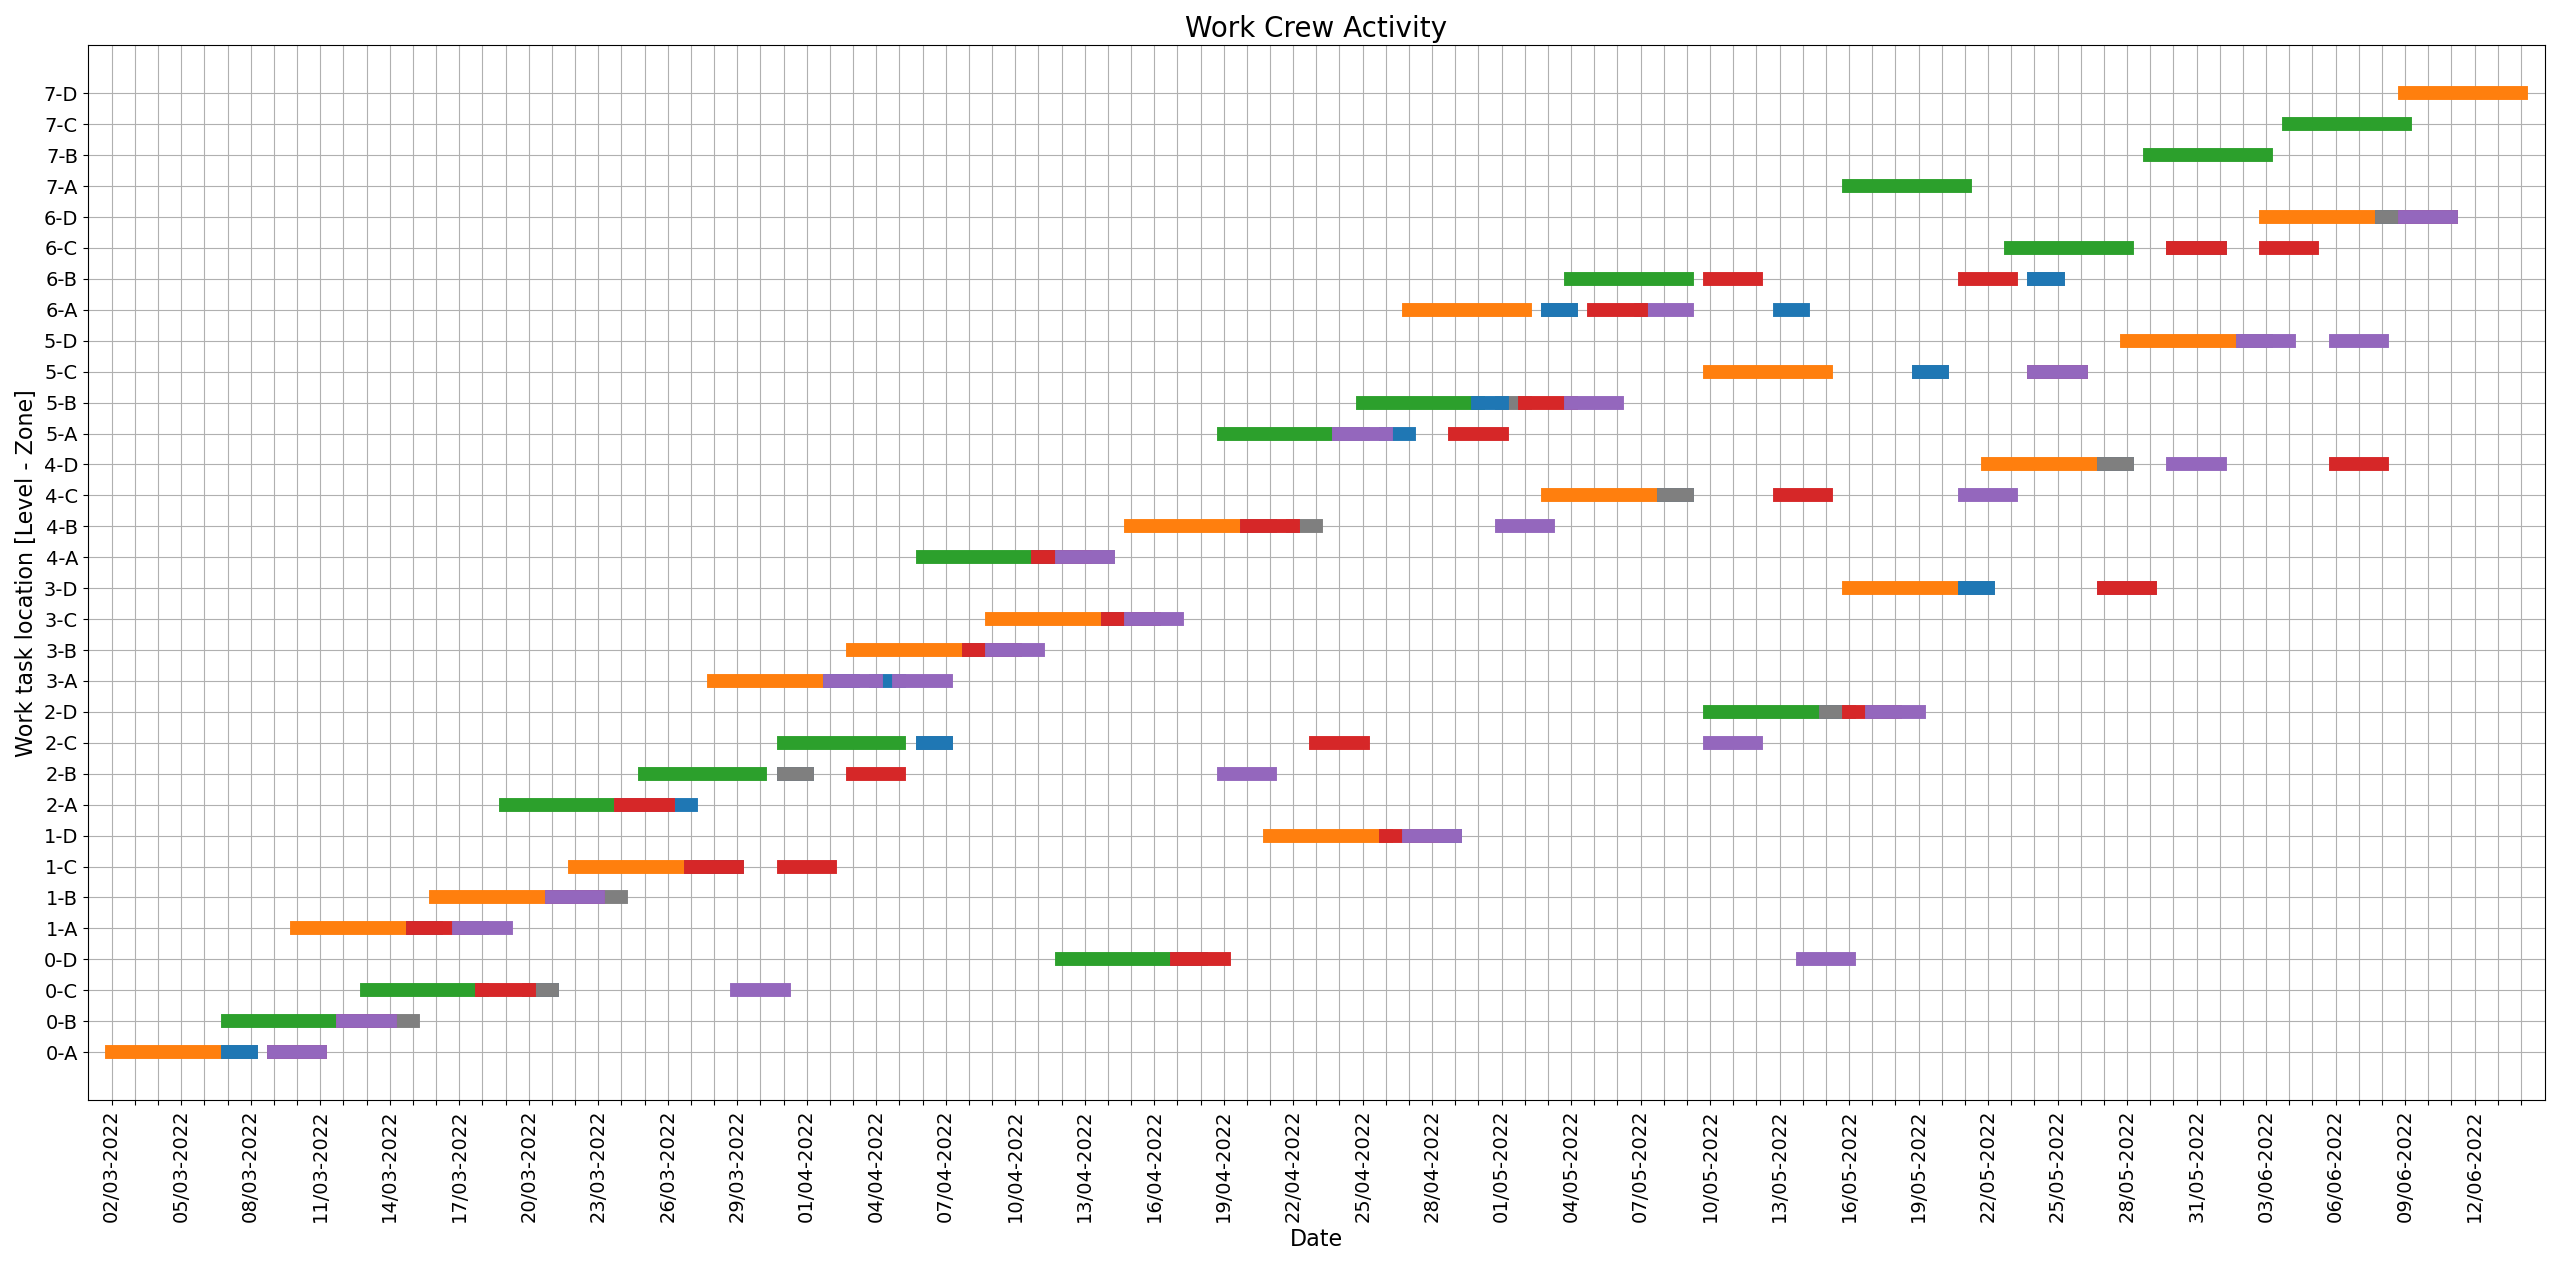 Work Crew Activity
Work task location [Level - Zone]
7-D
7-C
7-B
7-A
6-D
6-C
6-B
6-A
5-D
5-C
5-B
5-A
4-D
4-C
4-B
4-A
3-D
3-C
3-B
3-A
2-D
2-C
2-B
2-A
1-D
1-C
1-B
1-A
0-D
0-C
0-B
0-A
02/03-2022
05/03-2022
08/03-2022
11/03-2022
14/03-2022
17/03-2022
20/03-2022
23/03-2022
26/03-2022
29/03-2022
01/04-2022
04/04-2022
07/04-2022
10/04-2022
13/04-2022
16/04-2022
19/04-2022
22/04-2022
25/04-2022
28/04-2022
01/05-2022
04/05-2022
07/05-2022
10/05-2022
13/05-2022
16/05-2022
19/05-2022
22/05-2022
25/05-2022
28/05-2022
31/05-2022
03/06-2022
06/06-2022
09/06-2022
12/06-2022
Date